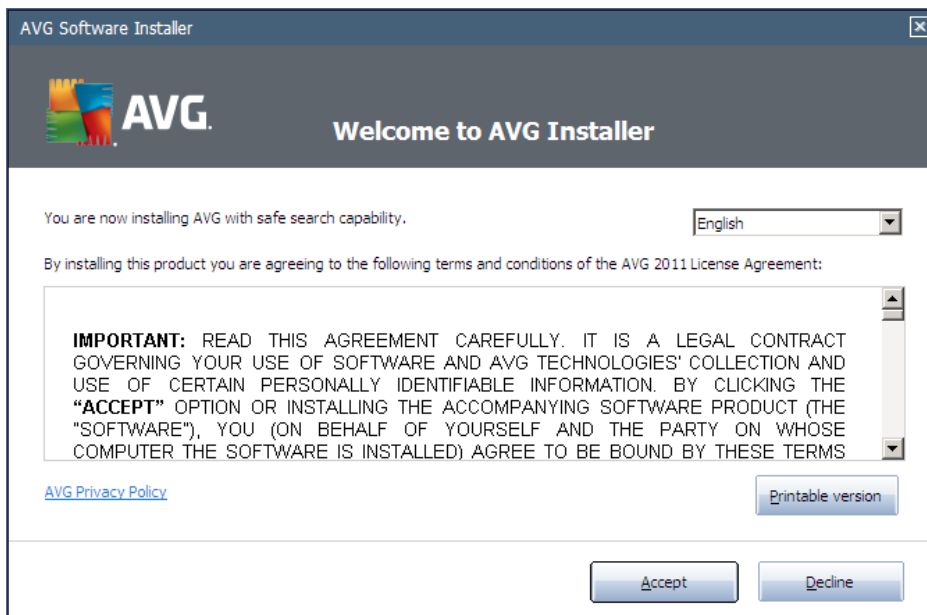 AVG Software Installer
AVG.
Welcome to AVG Installer
You are now installing AVG with safe search capability.
English
By installing this product you are agreeing to the following terms and conditions of the AVG 2011 License Agreement:
IMPORTANT: READ THIS AGREEMENT CAREFULLY. IT IS A LEGAL CONTRACT
GOVERNING YOUR USE OF SOFTWARE AND AVG TECHNOLOGIES' COLLECTION AND
USE OF CERTAIN PERSONALLY IDENTIFIABLE INFORMATION. BY CLICKING THE
“ACCEPT” OPTION OR INSTALLING THE ACCOMPANYING SOFTWARE PRODUCT (THE
"SOFTWARE"), YOU (ON BEHALF OF YOURSELF AND THE PARTY ON WHOSE
COMPUTER THE SOFTWARE IS INSTALLED) AGREE TO BE BOUND BY THESE TERMS
AVG Privacy Policy
Printable version
Accept
Decline